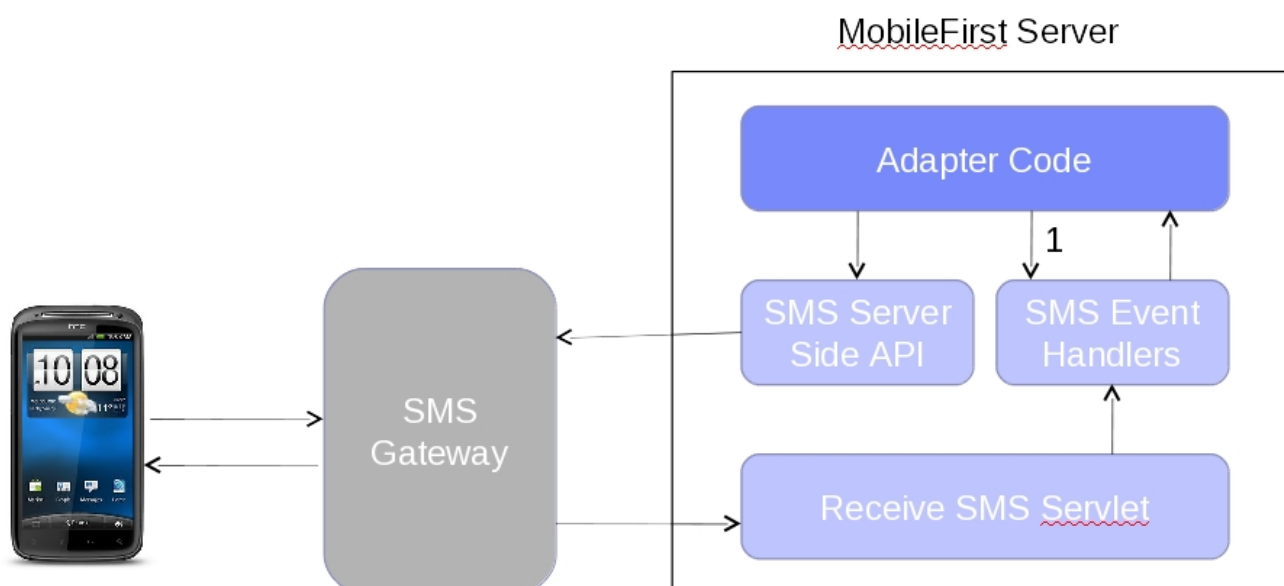 MobileFirst Server
Adapter Code
1
SMS Server
Side API
SMS Event
Handlers
SMS
Gateway
Receive SMS Servlet
htc
10 08